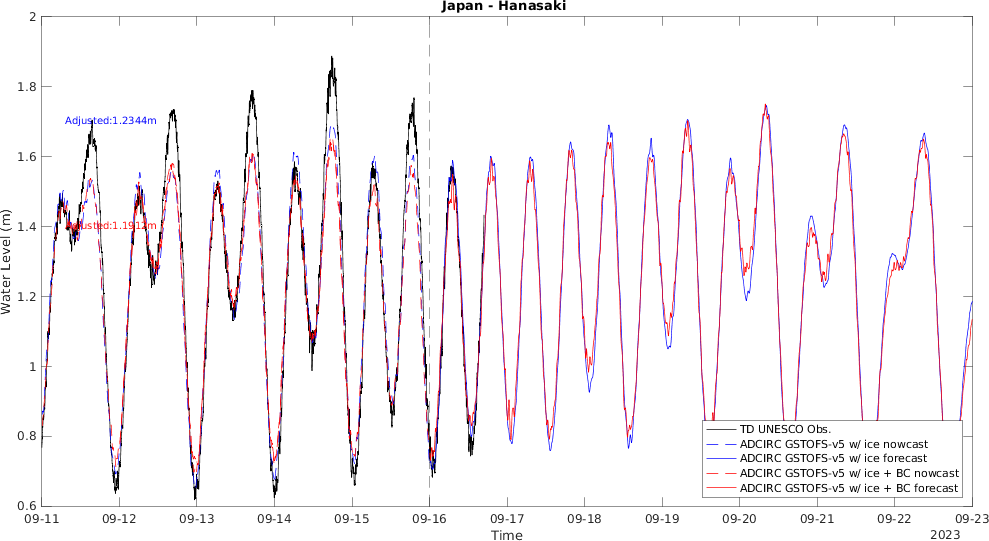 Japan - Hanasaki
2
1.8
1.6
1.4
1.2
1
0.8
0.6
Water Level (m)
Adjusted:1.2344m
Adjusted:1.1912m
TD UNESCO Obs.
ADCIRC GSTOFS-v5 w/ ice nowcast
ADCIRC GSTOFS-v5 w/ ice forecast
ADCIRC GSTOFS-v5 w/ ice + BC nowcast
ADCIRC GSTOFS-v5 w/ ice + BC forecast
09-11 09-12 09-13 09-14 09-15 09-16 09-17 09-18 09-19 09-20 09-21 09-22 09-23
Time
2023